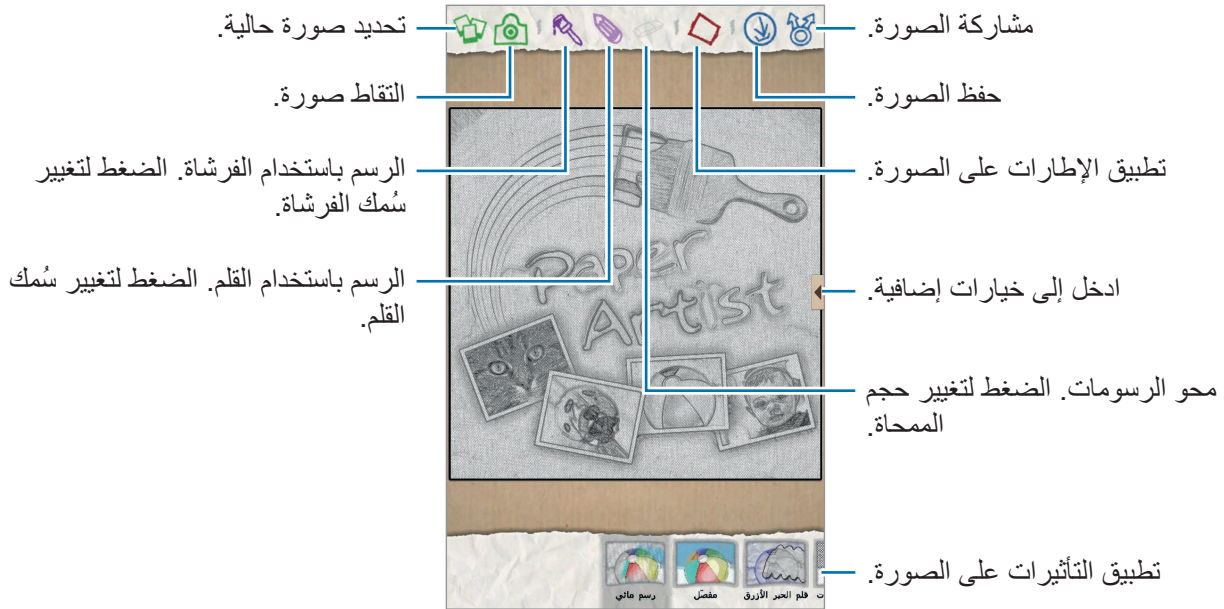 مشاركة الصورة.
حفظ الصورة.
تطبيق الإطارات على الصورة.
ادخل إلى خيارات إضافية.
محو الرسومات. الضغط لتغيير حجم
الممحاة.
تطبيق التأثيرات على الصورة.
تحديد صورة حالية.
التقاط صورة.
الرسم باستخدام الفرشاة. الضغط لتغيير
سُمك الفرشاة.
الرسم باستخدام القلم. الضغط لتغيير سُمك
القلم.
Paper
Artist
قلم الحبر الأزرق
مفصّل
رسم مائي